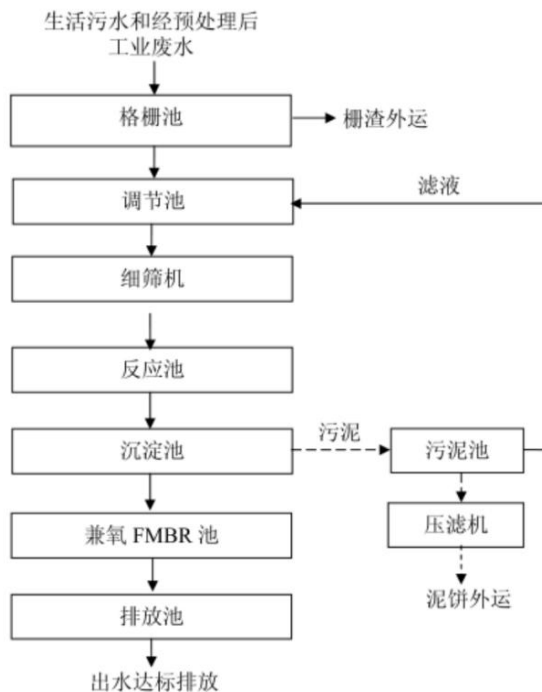 生活污水和经预处理后
工业废水
格栅池
栅渣外运
滤液
调节池
细筛机
反应池
污泥
沉淀池
污泥池
兼氧 FMBR 池
压滤机
排放池
泥饼外运
出水达标排放